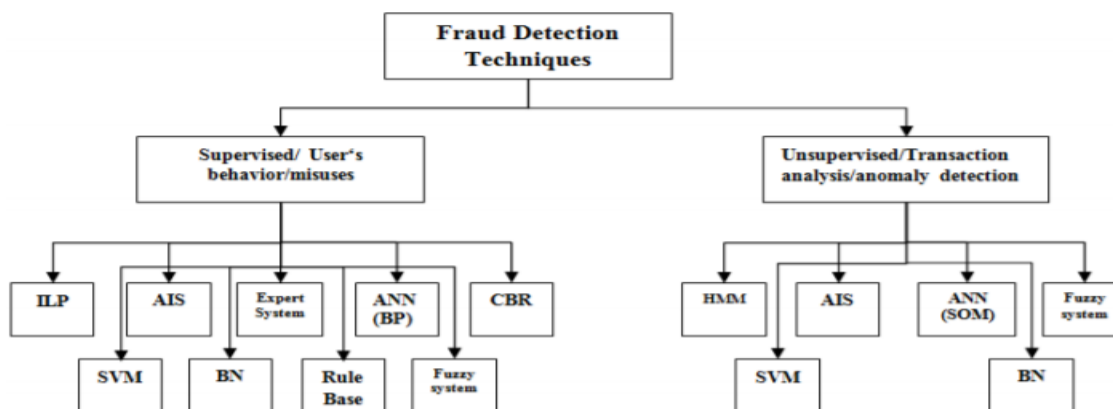 Fraud Detection
Techniques
Supervised/ User‘s
behavior/misuses
Unsupervised/Transaction
analysis/anomaly detection
ILP
AIS
Expert
System
ANN
(BP)
CBR
HMM
AIS
ANN
(SOM)
Fuzzy
system
SVM
BN
Rule
Base
Fuzzy
system
SVM
BN